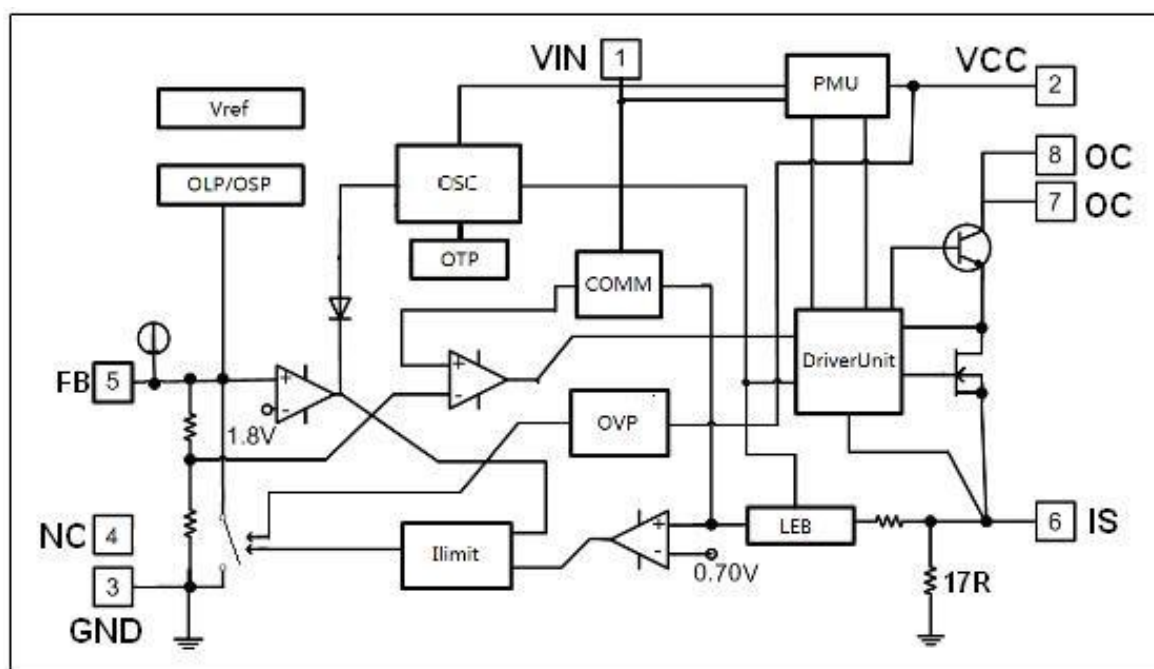 VIN
1
PMU
VCC
2
Vref
8
OC
OLP/OSP
OSC
7
OC
OTP
COMM
FB
5
+
-
1.8V
+
-
DriverUnit
OVP
NC
4
Ilimit
+
-
0.70V
LEB
6
IS
3
GND
17R